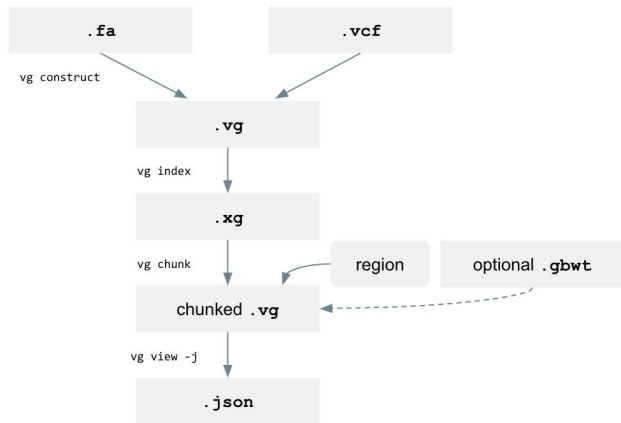 .fa
.vcf
vg construct
.vg
vg index
.xg
vg chunk
region
optional .gbwt
chunked .vg
vg view -j
.json